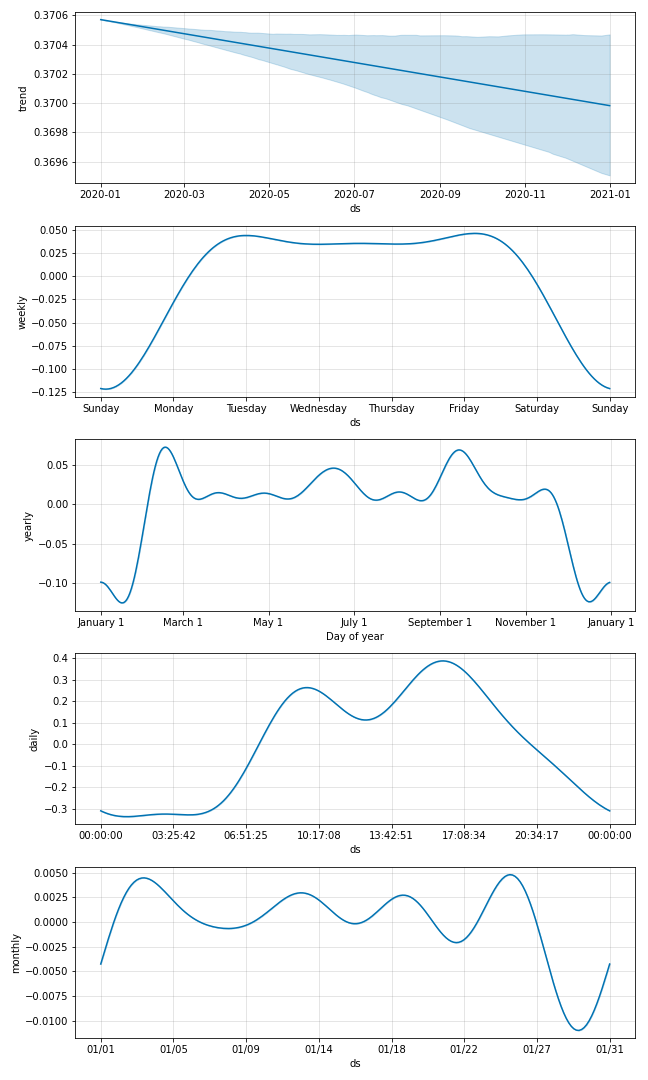 0.3706
0.3704
0.3702
0.3700
0.3698
0.3696
trend
2020-01 2020-03 2020-05 2020-07 2020-09 2020-11 2021-01
ds
0.050
0.025
0.000
−0.025
−0.050
−0.075
−0.100
−0.125
weekly
Sunday Monday Tuesday Wednesday Thursday Friday Saturday Sunday
ds
0.05
0.00
−0.05
−0.10
yearly
January 1 March 1 May 1 July 1 September 1 November 1 January 1
Day of year
0.4
0.3
0.2
0.1
0.0
−0.1
−0.2
−0.3
daily
00:00:00 03:25:42 06:51:25 10:17:08 13:42:51 17:08:34 20:34:17 00:00:00
ds
0.0050
0.0025
0.0000
−0.0025
−0.0050
−0.0075
−0.0100
monthly
01/01 01/05 01/09 01/14 01/18 01/22 01/27 01/31
ds